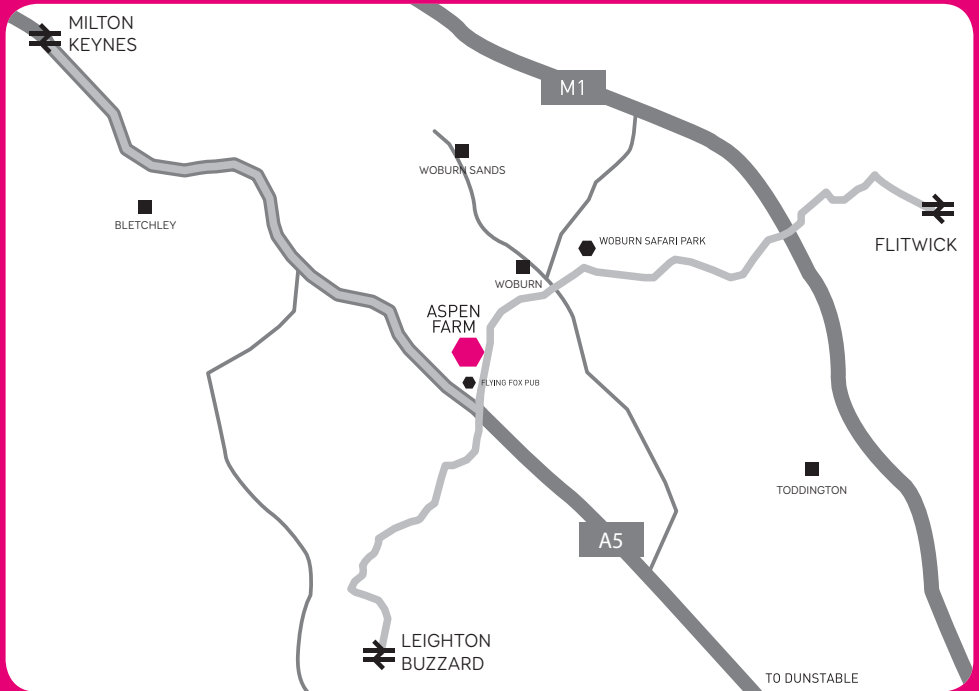 MILTON
KEYNES
M1
WOBURN SANDS
BLETCHLEY
WOBURN SAFARI PARK
FLITWICK
WOBURN
ASPEN
FARM
FLYING FOX PUB
TODDINGTON
A5
LEIGHTON
BUZZARD
TO DUNSTABLE